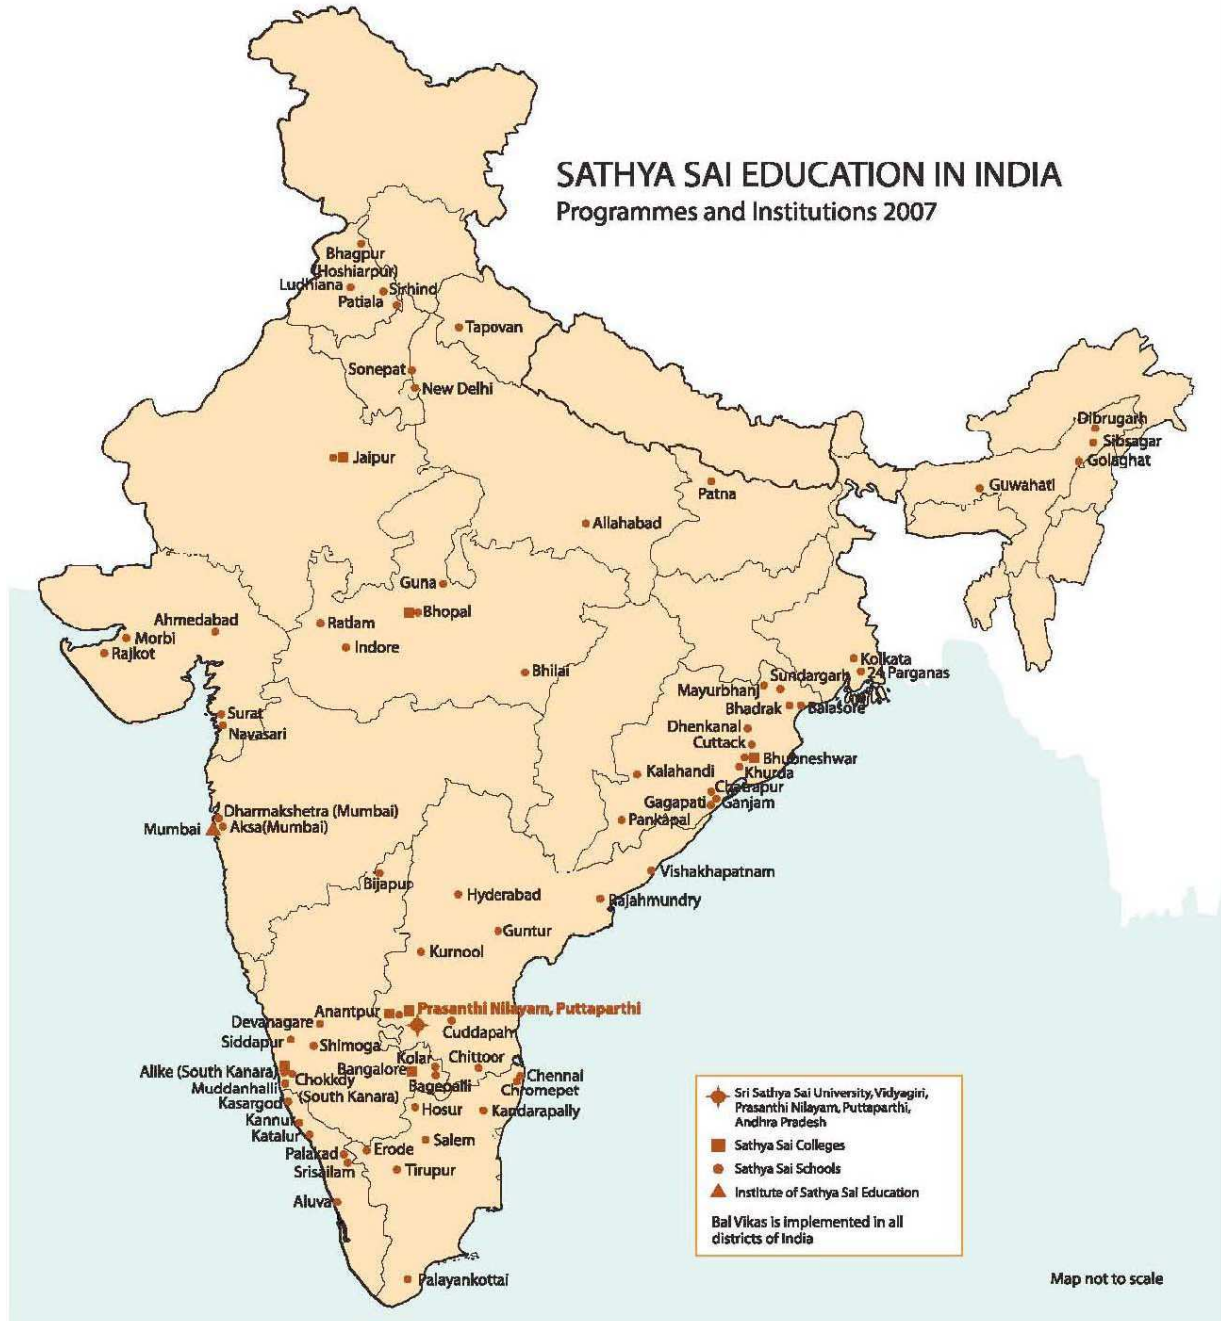 SATHYA SAI EDUCATION IN INDIA
Programmes and Institutions 2007
Bhagpur
(Hoshiarpur)
Ludhiana
Sirhind
Patiala
Tapovan
Sonepat
New Delhi
Jaipur
Dibrugarh
Sibsagar
Golaghat
Guwahati
Patna
Allahabad
Guna
Bhopal
Ratlam
Indore
Ahmedabad
Morbi
Rajkot
Bhilai
Kolkata
24 Parganas
Sundargarh
Mayurbhanj
Bhadrak
Balasore
Surat
Navasari
Dhenkanal
Cuttack
Bhubneshwar
Khurda
Kalahandi
Chatrapur
Gagapati
Ganjam
Pankapal
Dharmakshetra (Mumbai)
Mumbai
Aksa(Mumbai)
Vishakhapatnam
Bijapur
Hyderabad
Rajahmundry
Guntur
Kurnool
Anantpur
Prasanthi Nilayam, Puttaparthi
Devanagare
Cuddapah
Siddapur
Shimoga
Kolar
Chittoor
Alike (South Kanara)
Bangalore
Chennai
Chokkdy
(South Kanara)
Bagepalli
Chromepet
Muddanhalli
Kasargod
Hosur
Kandarapally
Kannur
Katalur
Salem
Palakad
Erode
Srisailam
Tirupur
Aluva
Palayankottai
Sri Sathya Sai University, Vidyagiri,
Prasanthi Nilayam, Puttaparthi,
Andhra Pradesh
Sathya Sai Colleges
Sathya Sai Schools
Institute of Sathya Sai Education
Bal Vikas is implemented in all
districts of India
Map not to scale